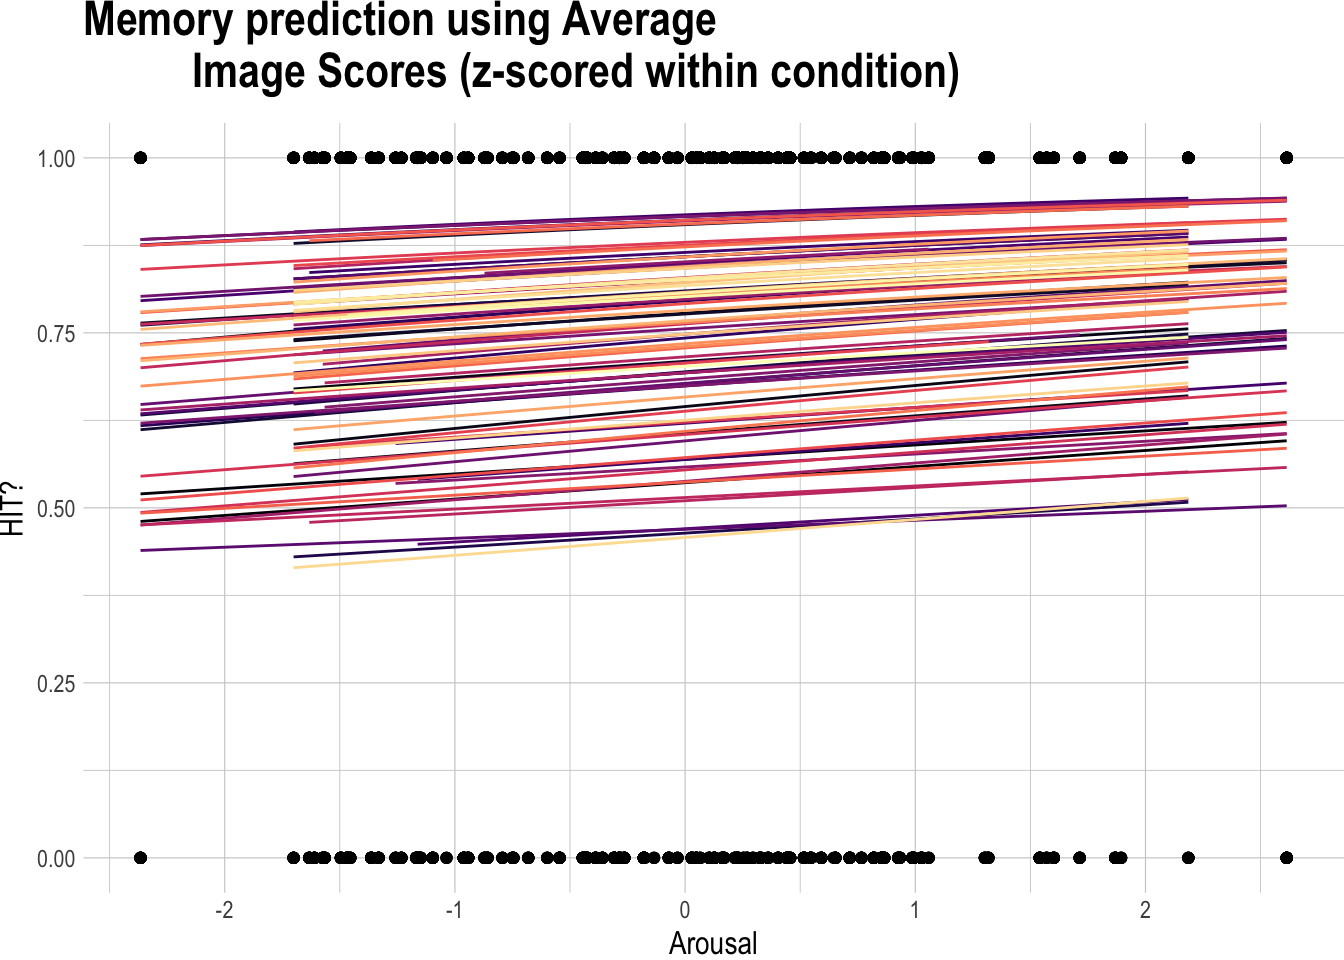 Memory prediction using Average
Image Scores (z-scored within condition)
1.00
0.75
0.50
0.25
0.00
HIT?
-2
-1
0
1
2
Arousal